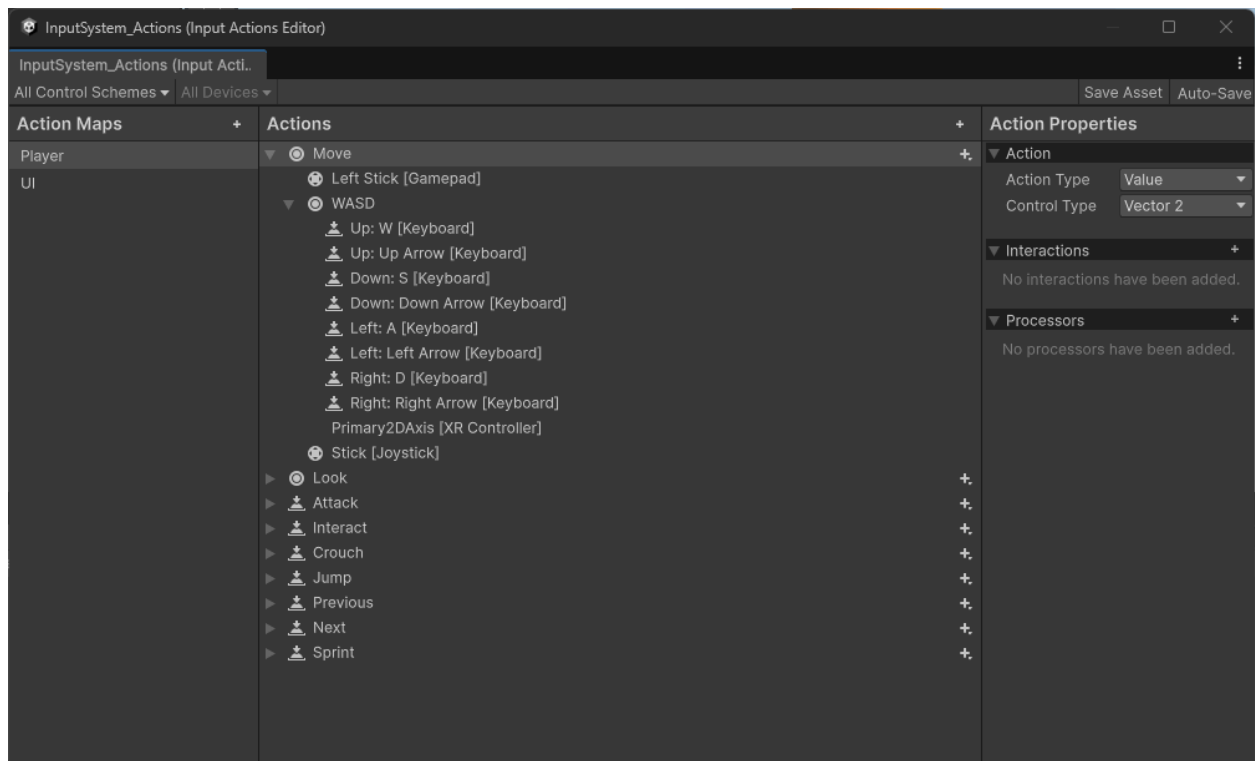 InputSystem_Actions (Input Actions Editor)
InputSystem_Actions (Input Acti..
All Control Schemes All Devices Save Asset Auto-Save
Action Maps +
Player
UI
Actions +
Move
Left Stick [Gamepad]
WASD
Up: W [Keyboard]
Up: Up Arrow [Keyboard]
Down: S [Keyboard]
Down: Down Arrow [Keyboard]
Left: A [Keyboard]
Left: Left Arrow [Keyboard]
Right: D [Keyboard]
Right: Right Arrow [Keyboard]
Primary2DAxis [XR Controller]
Stick [Joystick]
Look
Attack
Interact
Crouch
Jump
Previous
Next
Sprint
Action Properties
Action
Action Type Value
Control Type Vector 2
Interactions +
No interactions have been added.
Processors +
No processors have been added.